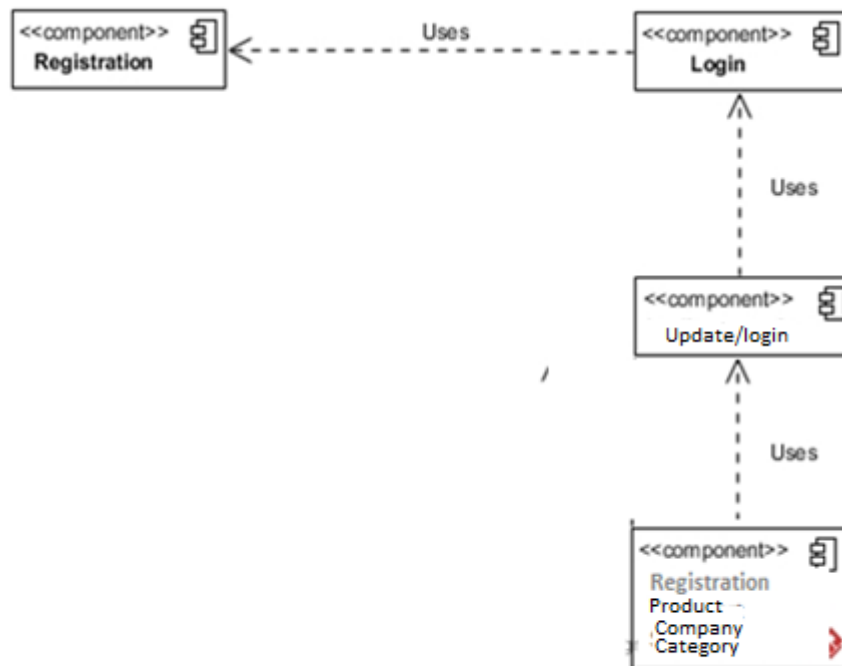 <<component>>
Registration
Uses
<<component>>
Login
Uses
<<component>>
Update/login
Uses
<<component>>
Registration
Product
Company
Category